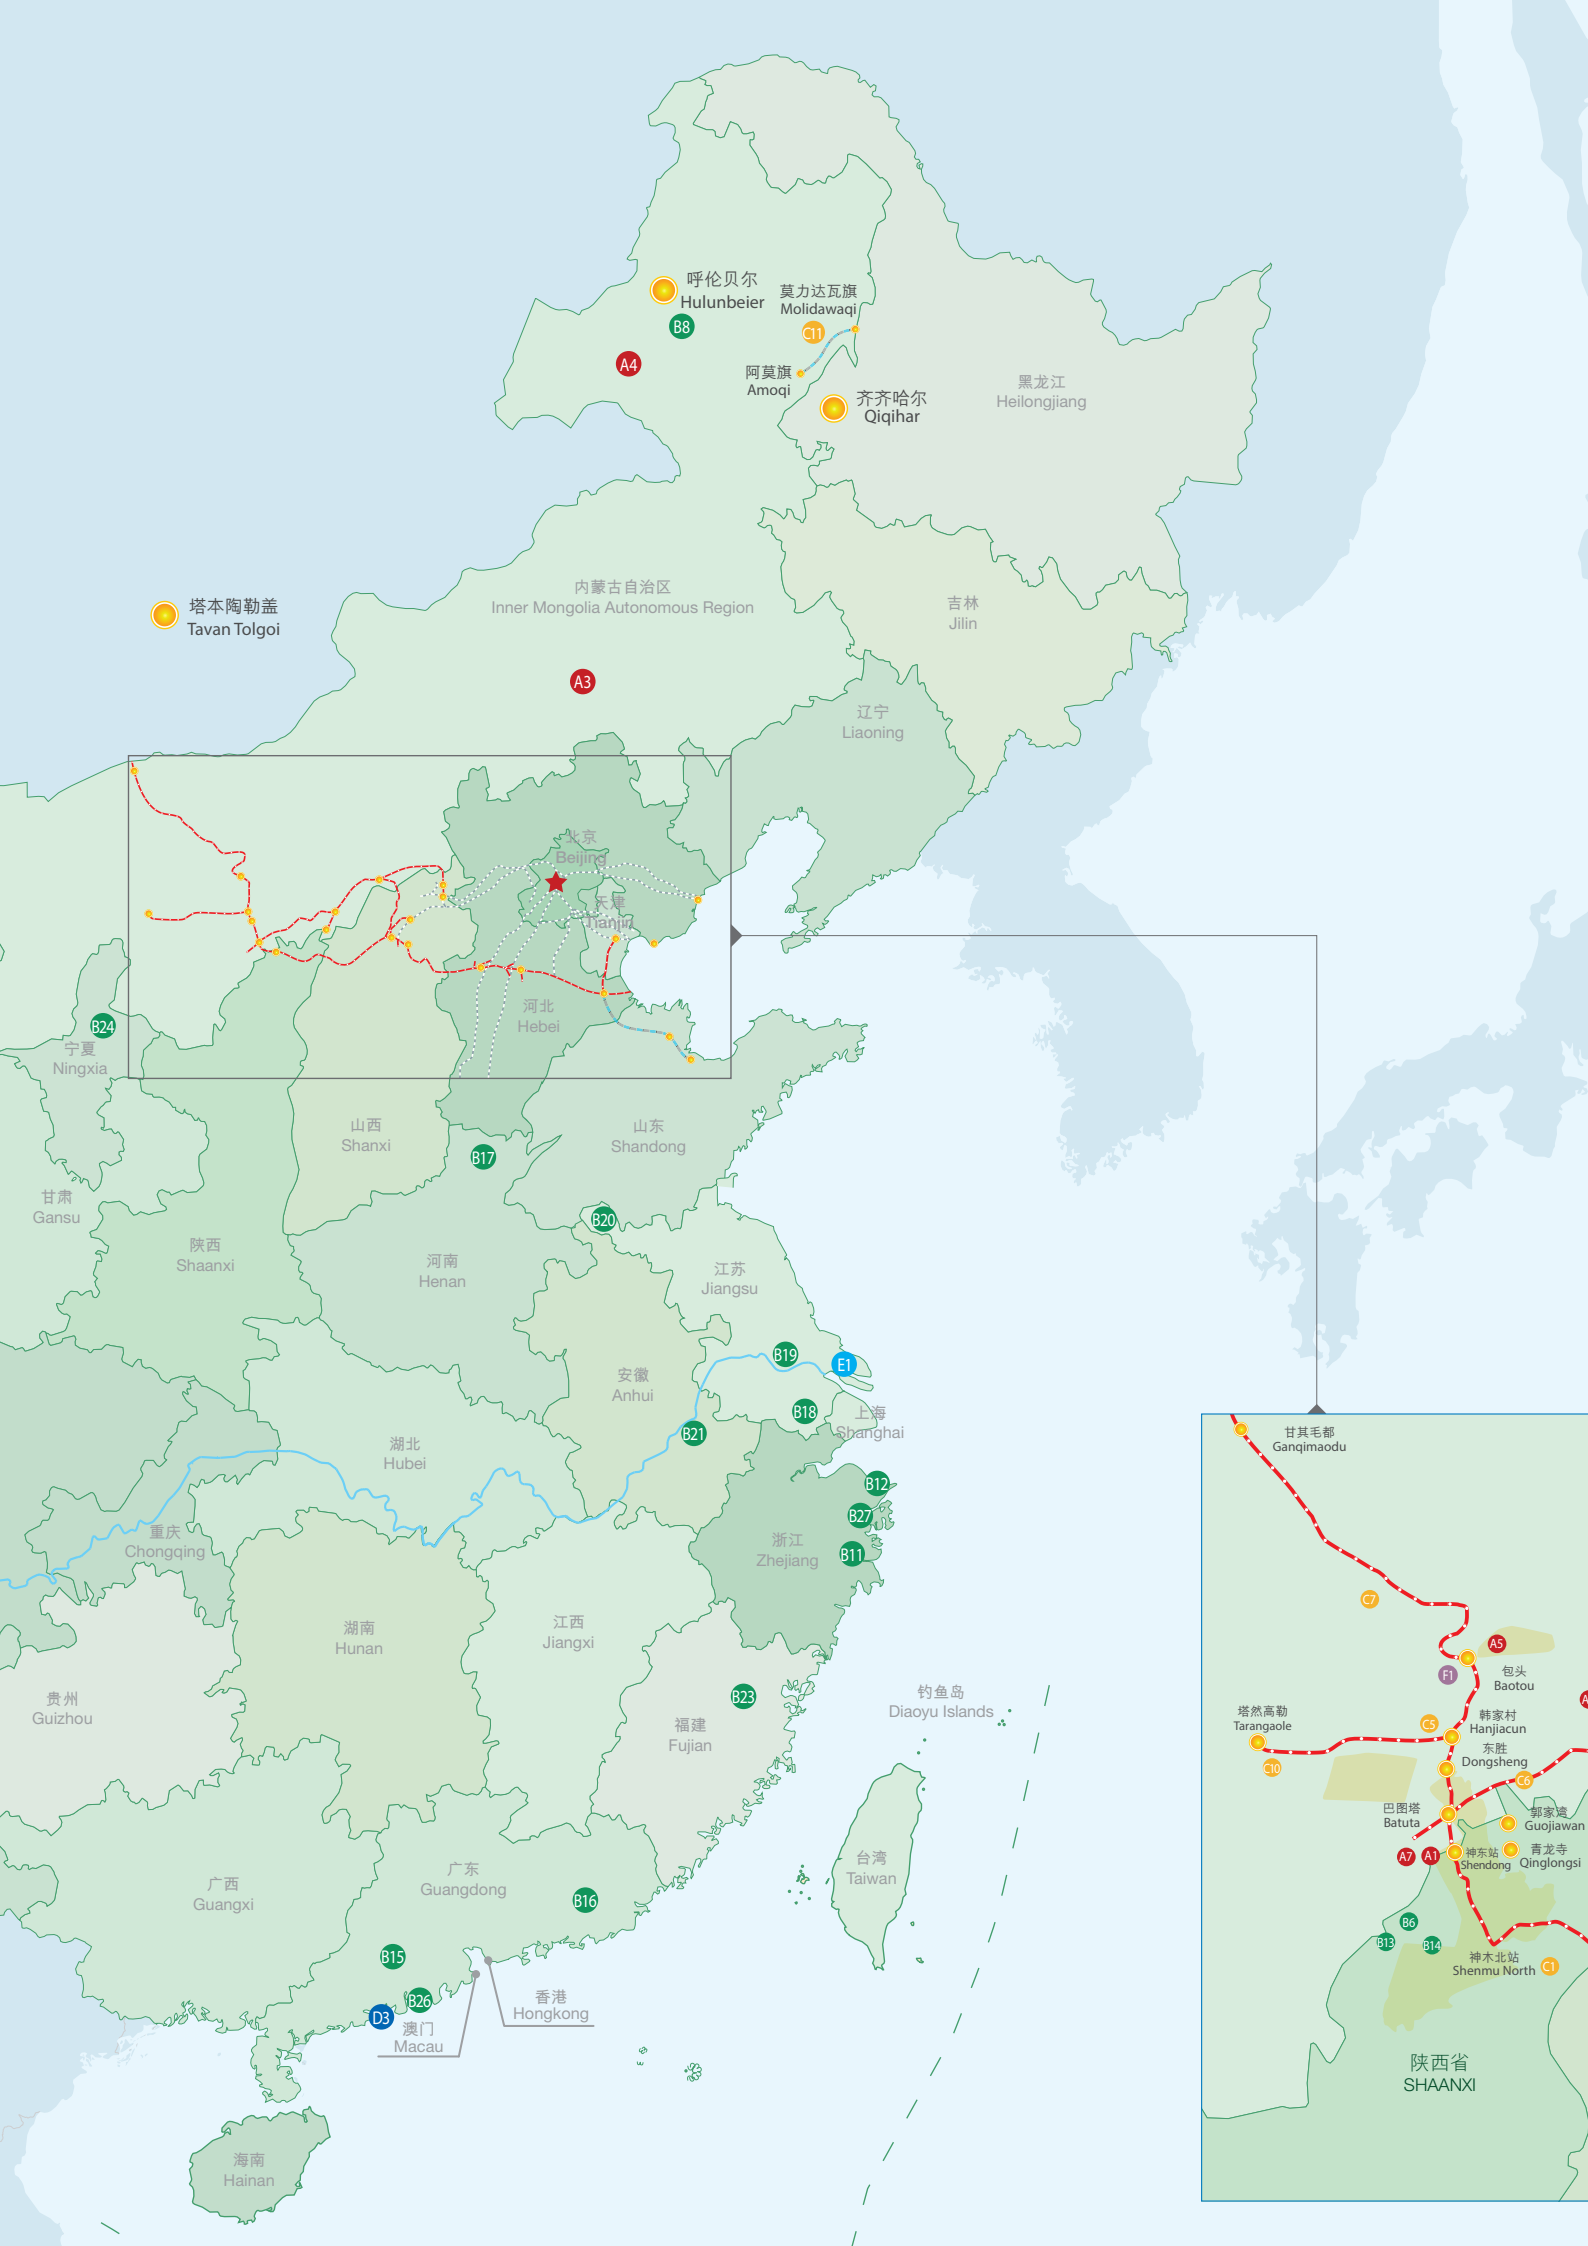 呼伦贝尔
Hulunbeier
B8
莫力达瓦旗
Molidawaqi
C11
A4
阿莫旗
Amoqi
齐齐哈尔
Qiqihar
黑龙江
Heilongjiang
内蒙古自治区
Inner Mongolia Autonomous Region
吉林
Jilin
塔本陶勒盖
Tavan Tolgoi
A3
辽宁
Liaoning
北京
Beijing
天津
Tianjin
河北
Hebei
B24
宁夏
Ningxia
山西
Shanxi
山东
Shandong
B17
甘肃
Gansu
B20
陕西
Shaanxi
河南
Henan
江苏
Jiangsu
B19
E1
安徽
Anhui
B18
上海
Shanghai
B21
湖北
Hubei
B12
B27
B11
重庆
Chongqing
浙江
Zhejiang
湖南
Hunan
江西
Jiangxi
贵州
Guizhou
B23
福建
Fujian
钓鱼岛
Diaoyu Islands
台湾
Taiwan
广西
Guangxi
广东
Guangdong
B16
B15
B26
D3
香港
Hongkong
澳门
Macau
海南
Hainan
甘其毛都
Ganqimaodu
C7
A5
F1
包头
Baotou
塔然高勒
Tarangaole
C5
韩家村
Hanjiacun
东胜
Dongsheng
C10
C6
巴图塔
Batuta
郭家湾
Guojiawan
A7
A1
神东站
Shendong
青龙寺
Qinglongsi
B6
B13
B14
神木北站
Shenmu North
C1
陕西省
SHAANXI